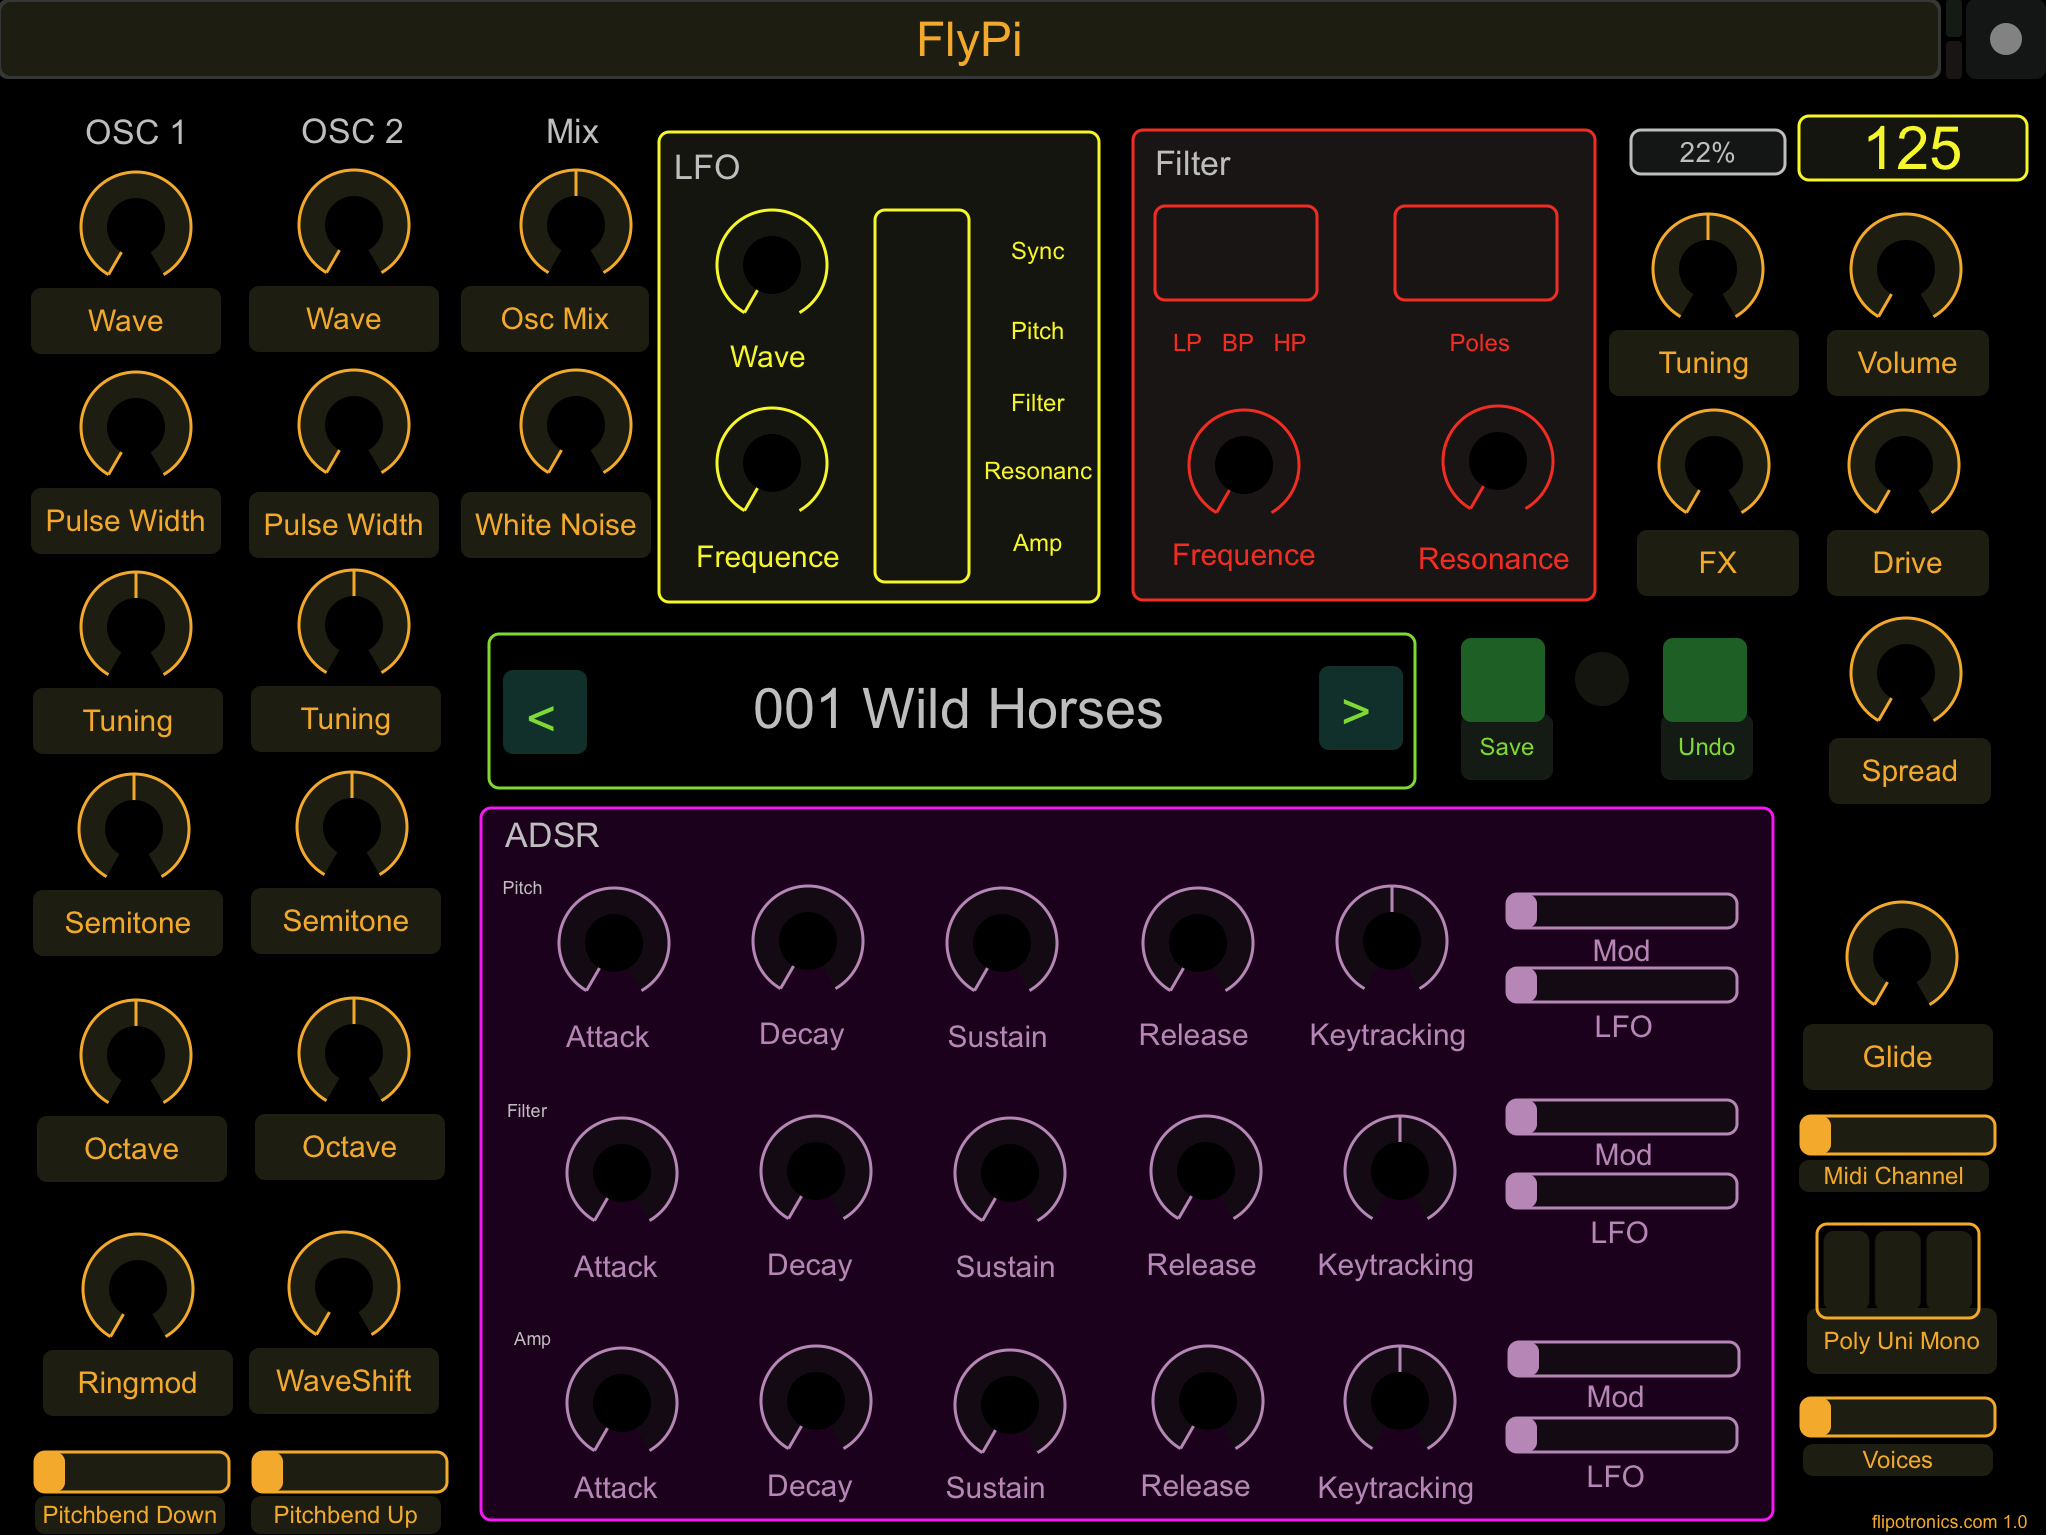 FlyPi
OSC 1
OSC 2
Mix
Wave
Wave
Osc Mix
Pulse Width
Pulse Width
White Noise
Tuning
Tuning
Semitone
Semitone
Octave
Octave
Ringmod
WaveShift
Pitchbend Down
Pitchbend Up
LFO
Wave
Frequence
Sync
Pitch
Filter
Resonanc
Amp
Filter
LP BP HP
Poles
Frequence
Resonance
22%
125
Tuning
Volume
FX
Drive
Spread
<
001 Wild Horses
>
Save
Undo
ADSR
Pitch
Attack
Decay
Sustain
Release
Keytracking
Mod
LFO
Filter
Attack
Decay
Sustain
Release
Keytracking
Mod
LFO
Amp
Attack
Decay
Sustain
Release
Keytracking
Mod
LFO
Glide
Midi Channel
Poly Uni Mono
Voices
flipotronics.com 1.0